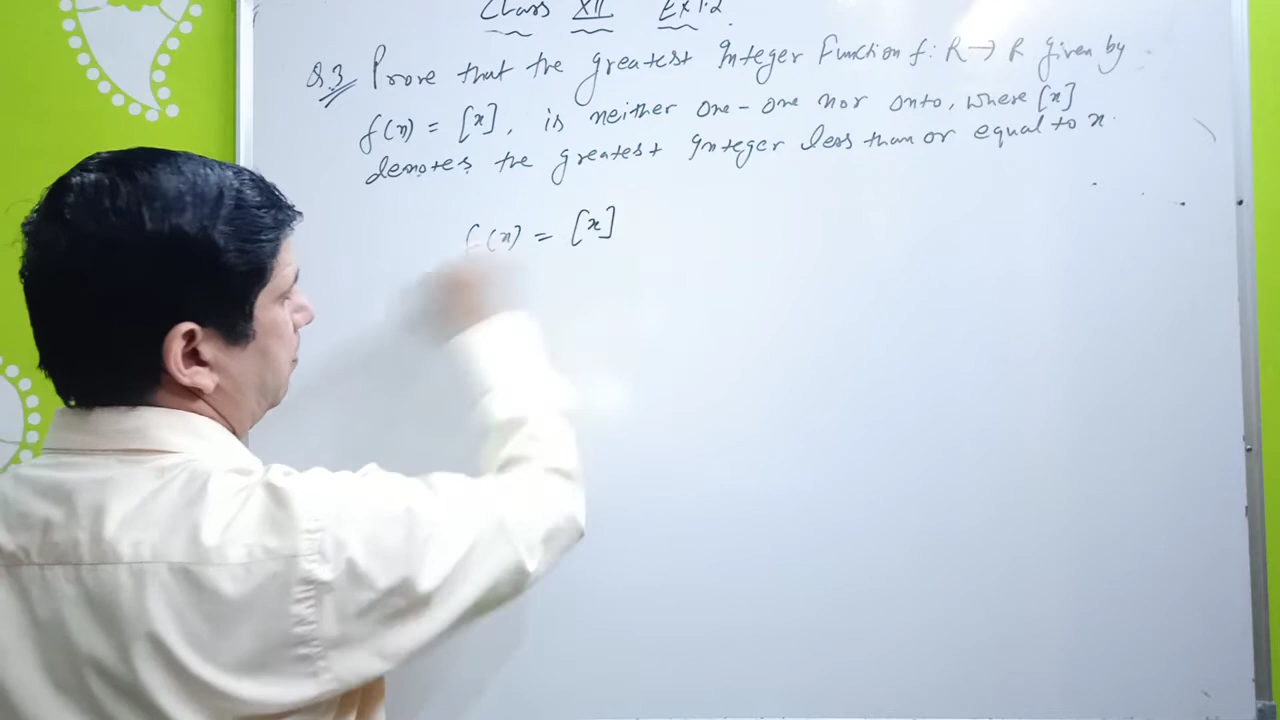 Class XII Ex 1.2
Q.3 Prove that the greatest Integer Function f: R → R given by
f(x) = [x], is neither one-one nor onto, where [x]
denotes the greatest integer less than or equal to x.
f(x) = [x]